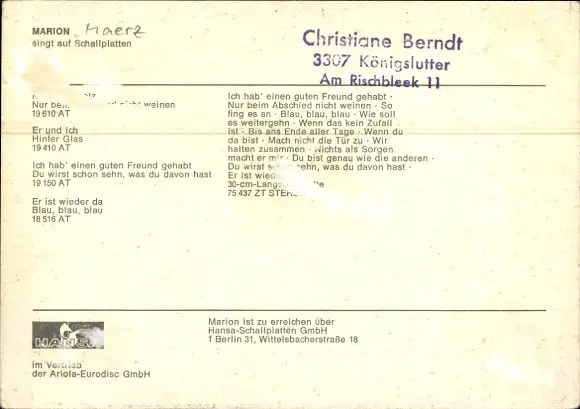 MARION Maerz
singt auf Schallplatten
Christiane Berndt
3307 Königslutter
Am Rischbleek 11
Nur bei nicht weinen
19 610 AT
Er und ich
Hinter Glas
19 410 AT
Ich hab' einen guten Freund gehabt
Du wirst schon sehn, was du davon hast
19 150 AT
Er ist wieder da
Blau, blau, blau
18 516 AT
Ich hab' einen guten Freund gehabt ·
Nur beim Abschied nicht weinen · So
fing es an · Blau, blau, blau · Wie soll
es weitergehn · Wenn das kein Zufall
ist · Bis ans Ende aller Tage · Wenn du
da bist · Mach nicht die Tür zu · Wir
halten zusammen · Nichts als Sorgen
macht er mir · Du bist genau wie die anderen ·
Du wirst sehn, was du davon hast ·
Er ist wied
30-cm-Langs
75 437 ZT STE
HANSA
Im Vertrieb
der Ariola-Eurodisc GmbH
Marion ist zu erreichen über
Hansa-Schallplatten GmbH
1 Berlin 31, Wittelsbacherstraße 18